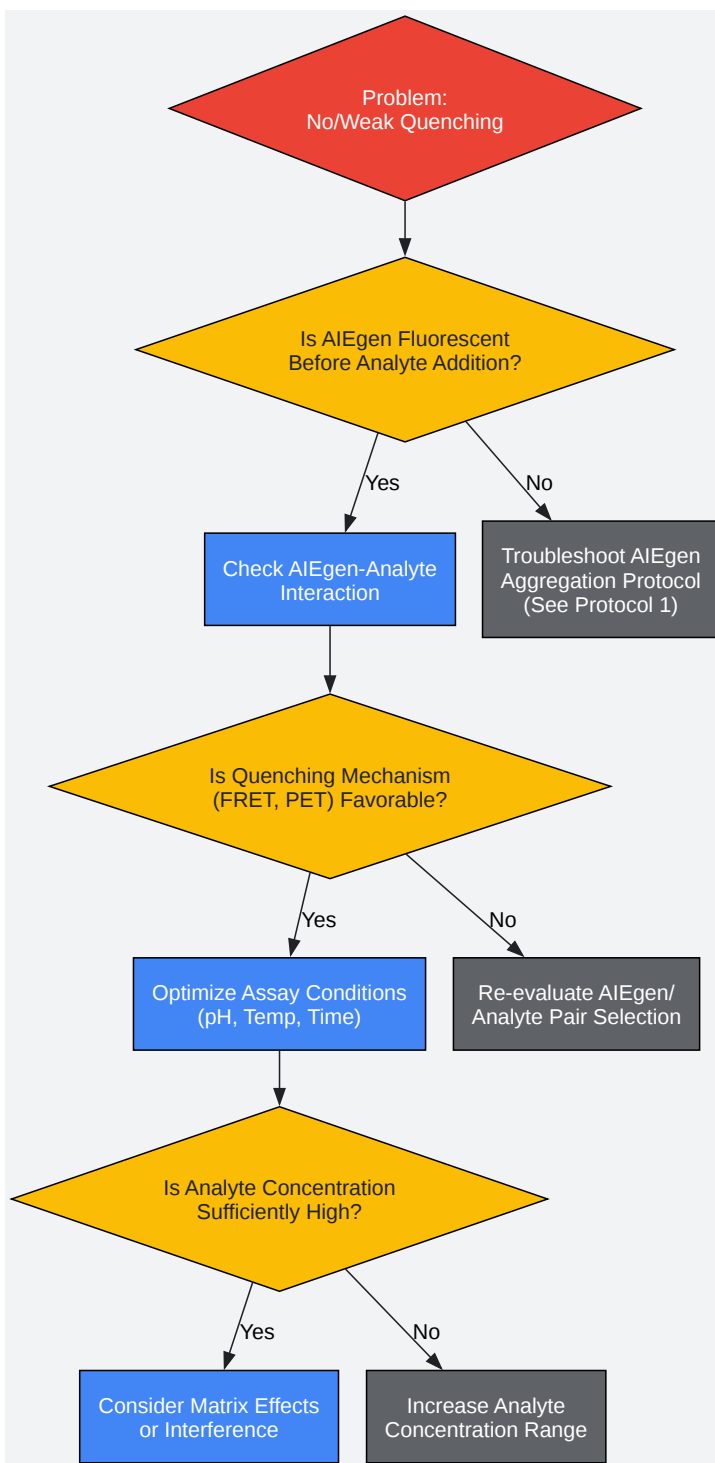 Problem:
No/Weak Quenching
Is AIEgen Fluorescent
Before Analyte Addition?
Yes
No
Check AIEgen-Analyte
Interaction
Troubleshoot AIEgen
Aggregation Protocol
(See Protocol 1)
Is Quenching Mechanism
(FRET, PET) Favorable?
Yes
No
Optimize Assay Conditions
(pH, Temp, Time)
Re-evaluate AIEgen/
Analyte Pair Selection
Is Analyte Concentration
Sufficiently High?
Yes
No
Consider Matrix Effects
or Interference
Increase Analyte
Concentration Range